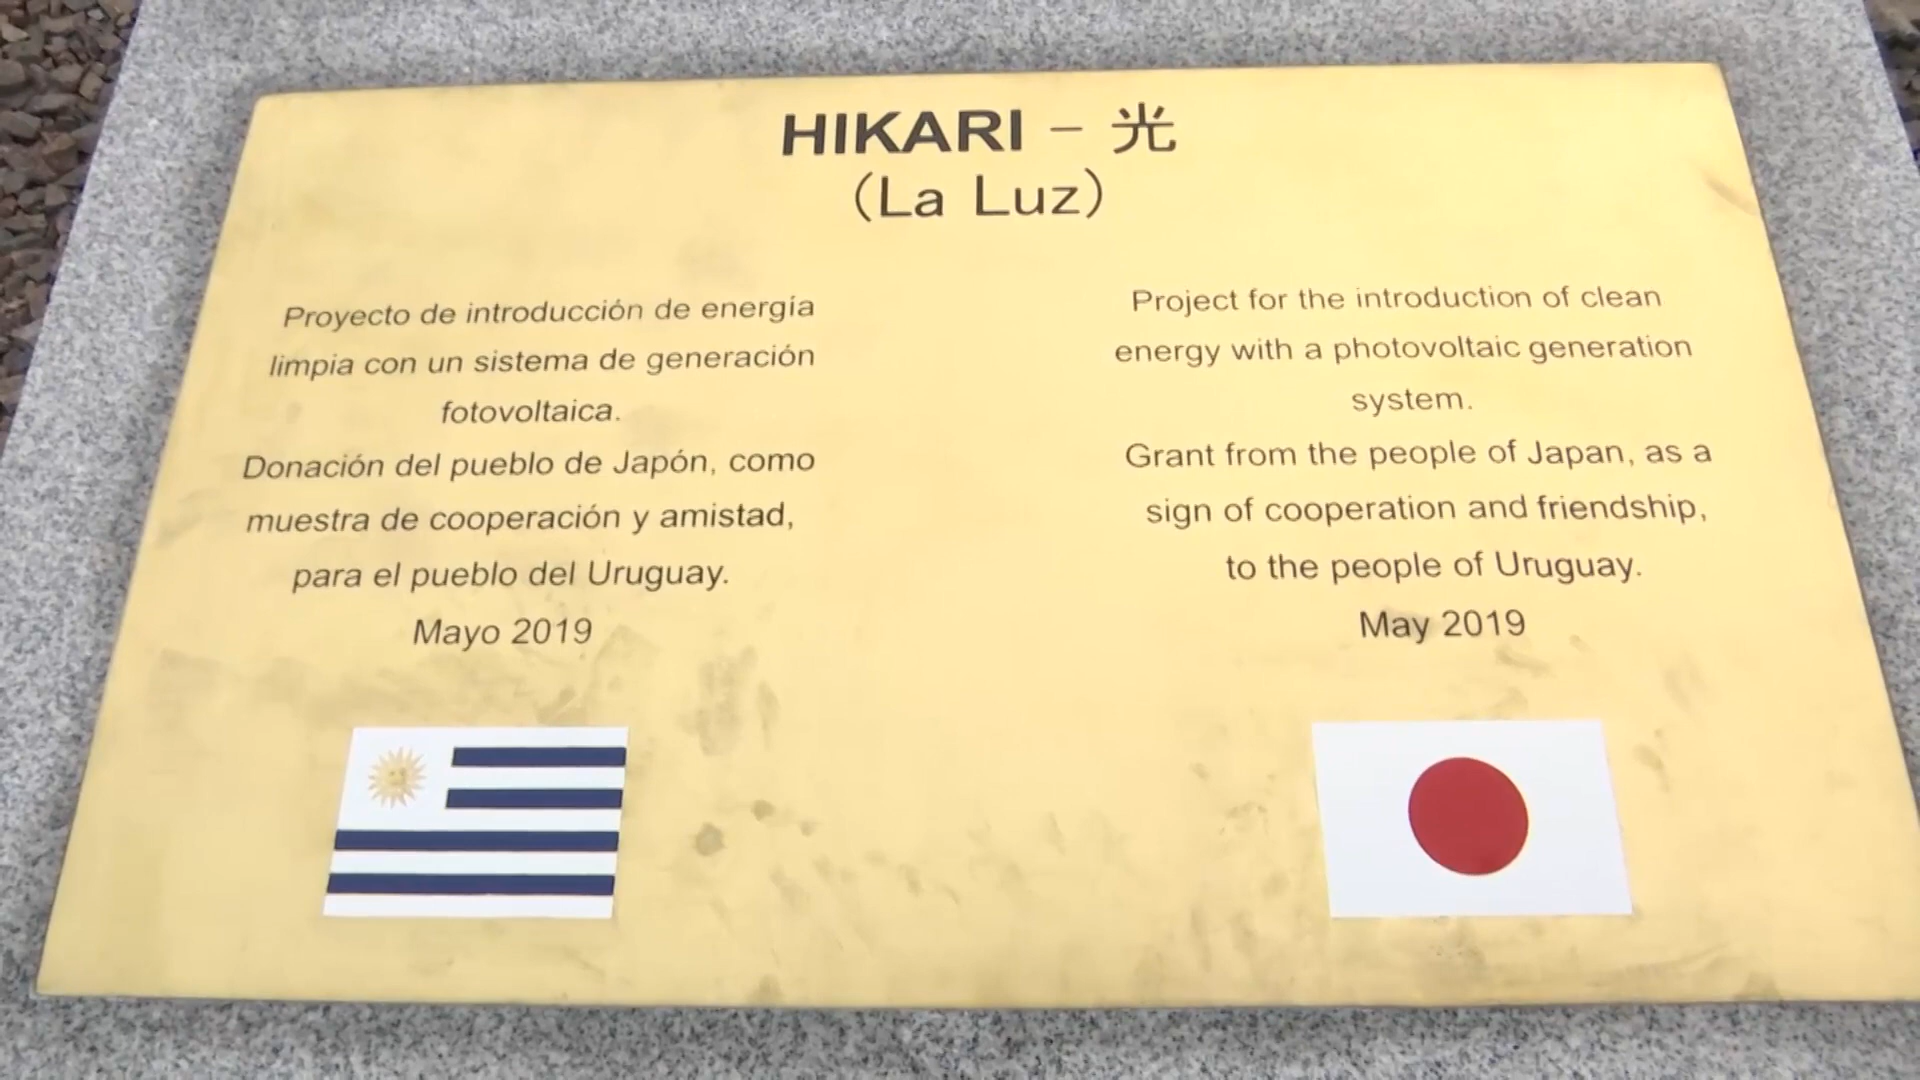 HIKARI – 光
(La Luz)
Proyecto de introducción de energía
limpia con un sistema de generación
fotovoltaica.
Donación del pueblo de Japón, como
muestra de cooperación y amistad,
para el pueblo del Uruguay.
Mayo 2019
Project for the introduction of clean
energy with a photovoltaic generation
system.
Grant from the people of Japan, as a
sign of cooperation and friendship,
to the people of Uruguay.
May 2019